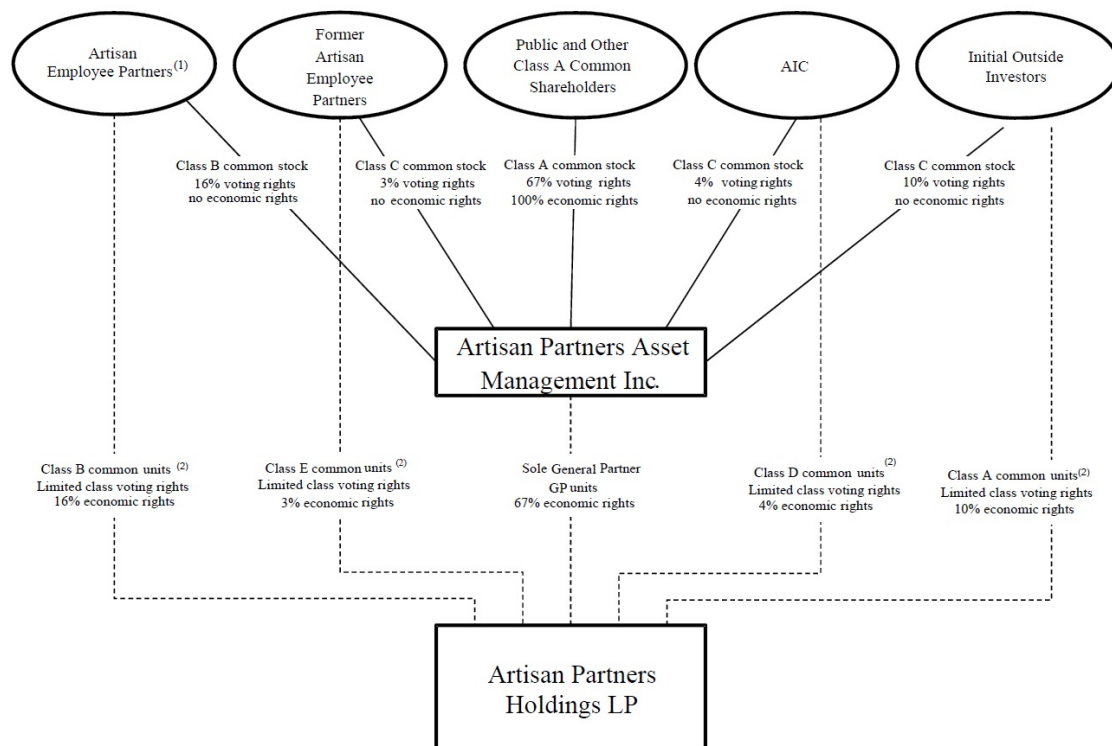 Artisan
Employee Partners(1)
Former
Artisan
Employee
Partners
Public and Other
Class A Common
Shareholders
AIC
Initial Outside
Investors
Class B common stock
16% voting rights
no economic rights
Class C common stock
3% voting rights
no economic rights
Class A common stock
67% voting rights
100% economic rights
Class C common stock
4% voting rights
no economic rights
Class C common stock
10% voting rights
no economic rights
Artisan Partners Asset
Management Inc.
Class B common units (2)
Limited class voting rights
16% economic rights
Class E common units (2)
Limited class voting rights
3% economic rights
Sole General Partner
GP units
67% economic rights
Class D common units (2)
Limited class voting rights
4% economic rights
Class A common units(2)
Limited class voting rights
10% economic rights
Artisan Partners
Holdings LP